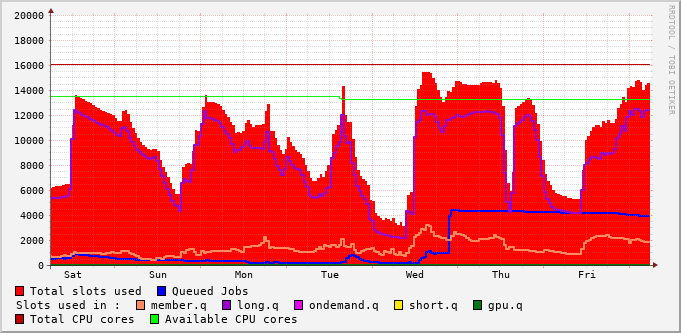 20000
18000
16000
14000
12000
10000
8000
6000
4000
2000
0
Sat Sun Mon Tue Wed Thu Fri
RRDTOOL / TOBI OETIKER
Total slots used Queued Jobs
Slots used in : member.q long.q ondemand.q short.q gpu.q
Total CPU cores Available CPU cores